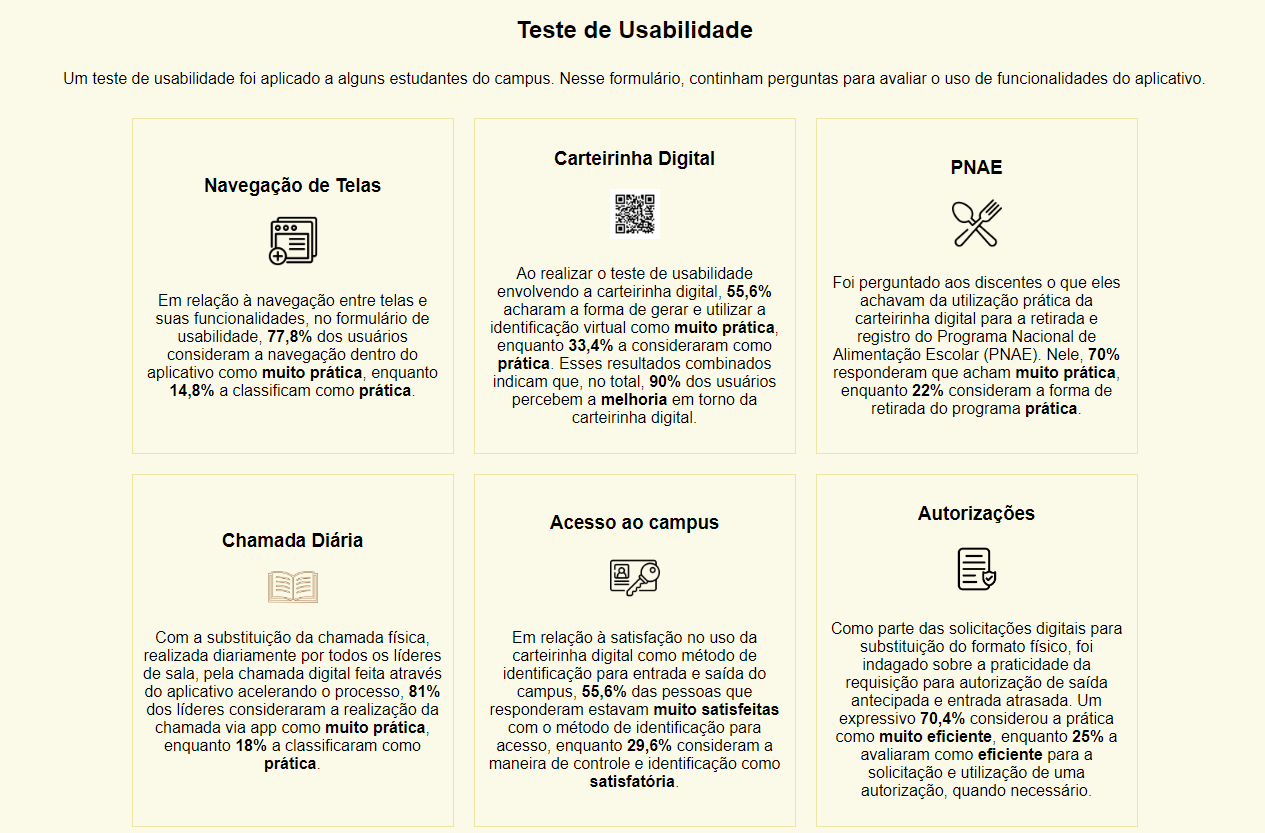 Teste de Usabilidade
Um teste de usabilidade foi aplicado a alguns estudantes do campus. Nesse formulário, continham perguntas para avaliar o uso de funcionalidades do aplicativo.
Navegação de Telas
Em relação à navegação entre telas e
suas funcionalidades, no formulário de
usabilidade, 77,8% dos usuários
consideram a navegação dentro do
aplicativo como muito prática, enquanto
14,8% a classificam como prática.
Carteirinha Digital
Ao realizar o teste de usabilidade
envolvendo a carteirinha digital, 55,6%
acharam a forma de gerar e utilizar a
identificação virtual como muito prática,
enquanto 33,4% a consideraram como
prática. Esses resultados combinados
indicam que, no total, 90% dos usuários
percebem a melhoria em torno da
carteirinha digital.
PNAE
Foi perguntado aos discentes o que eles
achavam da utilização prática da
carteirinha digital para a retirada e
registro do Programa Nacional de
Alimentação Escolar (PNAE). Nele, 70%
responderam que acham muito prática,
enquanto 22% consideram a forma de
retirada do programa prática.
Chamada Diária
Com a substituição da chamada física,
realizada diariamente por todos os líderes
de sala, pela chamada digital feita através
do aplicativo acelerando o processo, 81%
dos líderes consideraram a realização da
chamada via app como muito prática,
enquanto 18% a classificaram como
prática.
Acesso ao campus
Em relação à satisfação no uso da
carteirinha digital como método de
identificação para entrada e saída do
campus, 55,6% das pessoas que
responderam estavam muito satisfeitas
com o método de identificação para
acesso, enquanto 29,6% consideram a
maneira de controle e identificação como
satisfatória.
Autorizações
Como parte das solicitações digitais para
substituição do formato físico, foi
indagado sobre a praticidade da
requisição para autorização de saída
antecipada e entrada atrasada. Um
expressivo 70,4% considerou a prática
como muito eficiente, enquanto 25% a
avaliaram como eficiente para a
solicitação e utilização de uma
autorização, quando necessário.